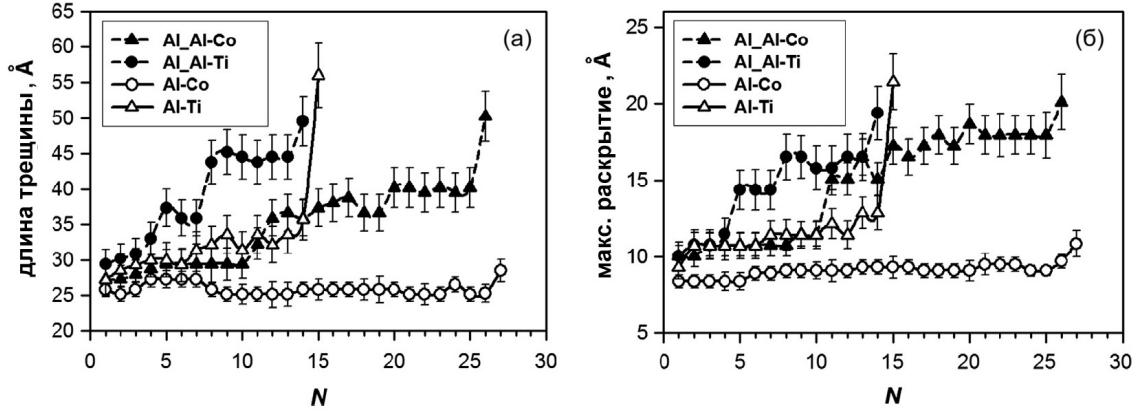 (а)
Al_Al-Co
Al_Al-Ti
Al-Co
Al-Ti
длина трещины, Å
65
60
55
50
45
40
35
30
25
20
0 5 10 15 20 25 30
N
(б)
Al_Al-Co
Al_Al-Ti
Al-Co
Al-Ti
макс. раскрытие, Å
25
20
15
10
5
0 5 10 15 20 25 30
N